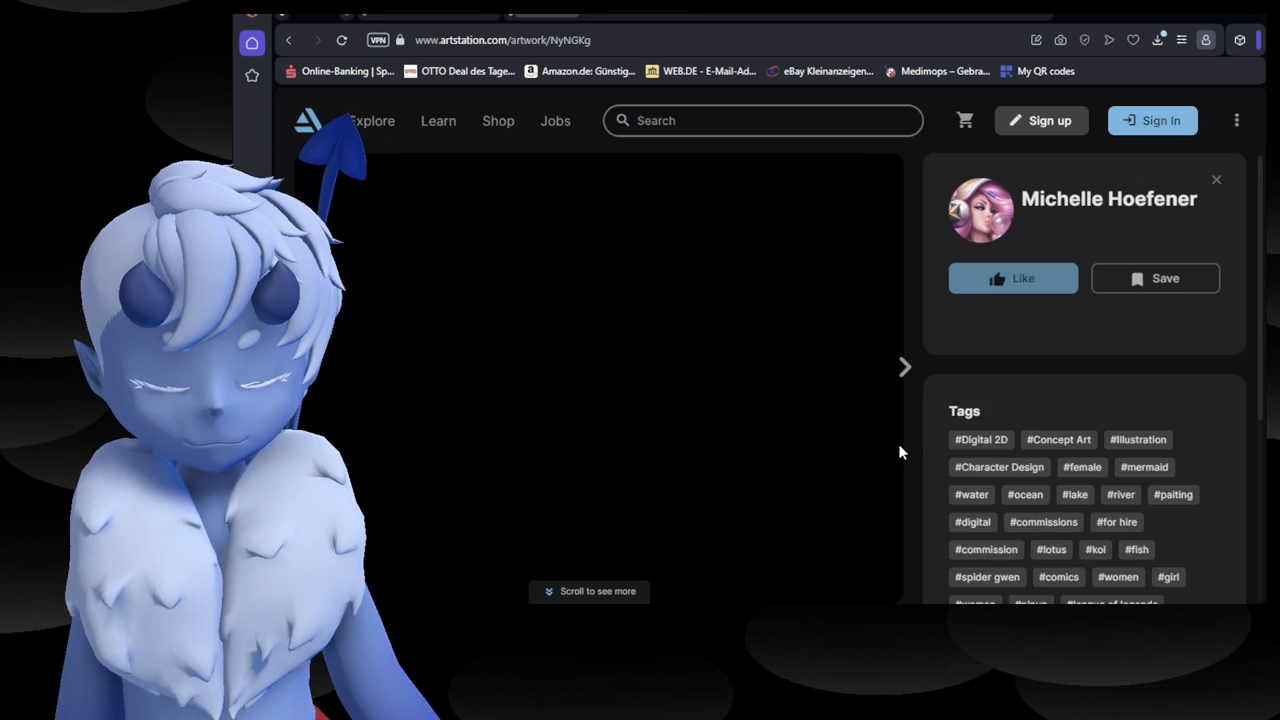 VPN www.artstation.com/artwork/NyNGKg
Online-Banking | Sp... OTTO Deal des Tage... Amazon.de: Günstig... WEB.DE - E-Mail-Ad... eBay Kleinanzeigen... Medimops – Gebra... My QR codes
Explore Learn Shop Jobs Search Sign up Sign In
Michelle Hoefener
Like Save
Tags
#Digital 2D #Concept Art #Illustration
#Character Design #female #mermaid
#water #ocean #lake #river #paiting
#digital #commissions #for hire
#commission #lotus #koi #fish
#spider gwen #comics #women #girl
Scroll to see more